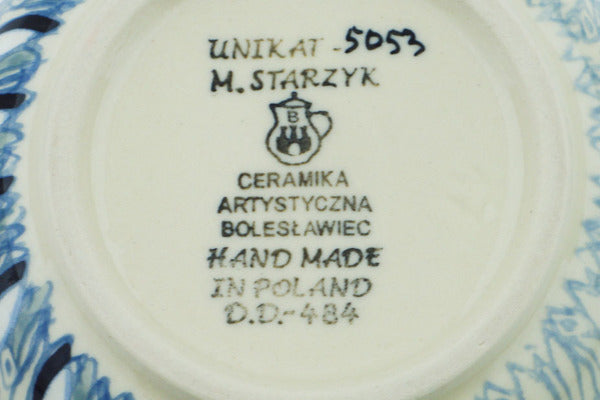 UNIKAT - 5053
M. STARZYK
B
CERAMIKA
ARTYSTYCZNA
BOLESŁAWIEC
HAND MADE
IN POLAND
D.D.-484